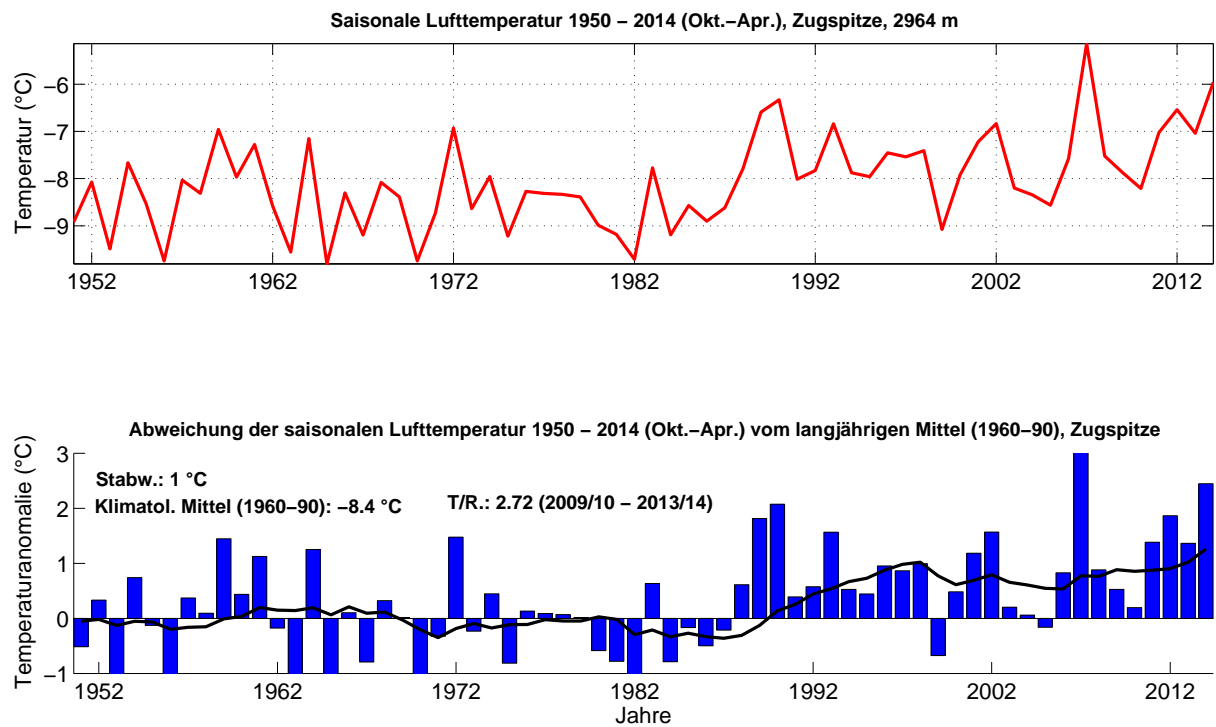 Saisonale Lufttemperatur 1950 − 2014 (Okt.−Apr.), Zugspitze, 2964 m
Temperatur (°C)
−6
−7
−8
−9
1952 1962 1972 1982 1992 2002 2012
Abweichung der saisonalen Lufttemperatur 1950 − 2014 (Okt.−Apr.) vom langjährigen Mittel (1960−90), Zugspitze
Temperaturanomalie (°C)
3
2
1
0
−1
Stabw.: 1 °C
Klimatol. Mittel (1960−90): −8.4 °C
T/R.: 2.72 (2009/10 − 2013/14)
1952 1962 1972 1982 1992 2002 2012
Jahre